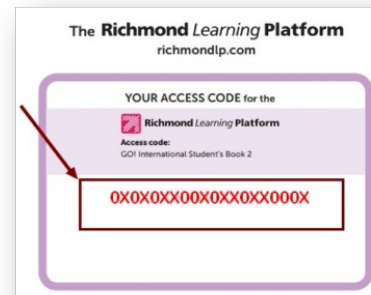 The Richmond Learning Platform
richmondlp.com
YOUR ACCESS CODE for the
Richmond Learning Platform
Access code:
GO! International Student's Book 2
0X0X0XX00X0XX0XX000X